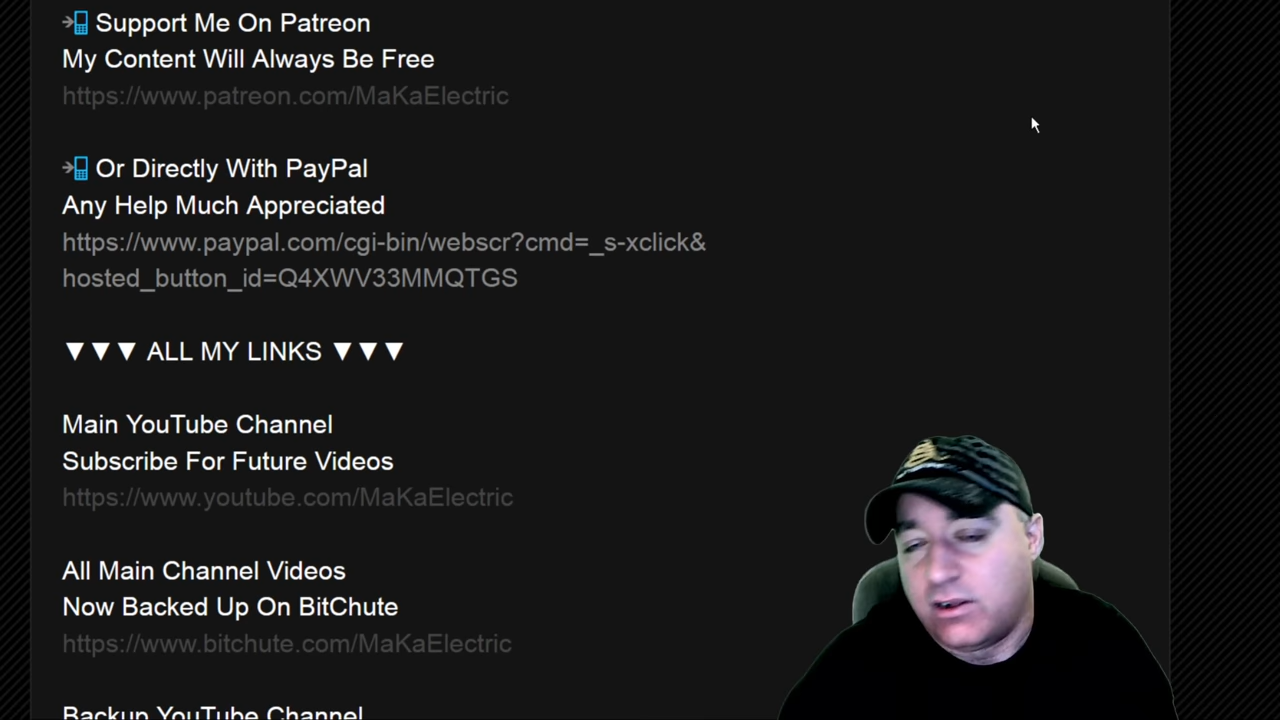 Support Me On Patreon
My Content Will Always Be Free
https://www.patreon.com/MaKaElectric
Or Directly With PayPal
Any Help Much Appreciated
https://www.paypal.com/cgi-bin/webscr?cmd=_s-xclick&
hosted_button_id=Q4XWV33MMQTGS
▼▼▼ ALL MY LINKS ▼▼▼
Main YouTube Channel
Subscribe For Future Videos
https://www.youtube.com/MaKaElectric
All Main Channel Videos
Now Backed Up On BitChute
https://www.bitchute.com/MaKaElectric
Backup YouTube Channel